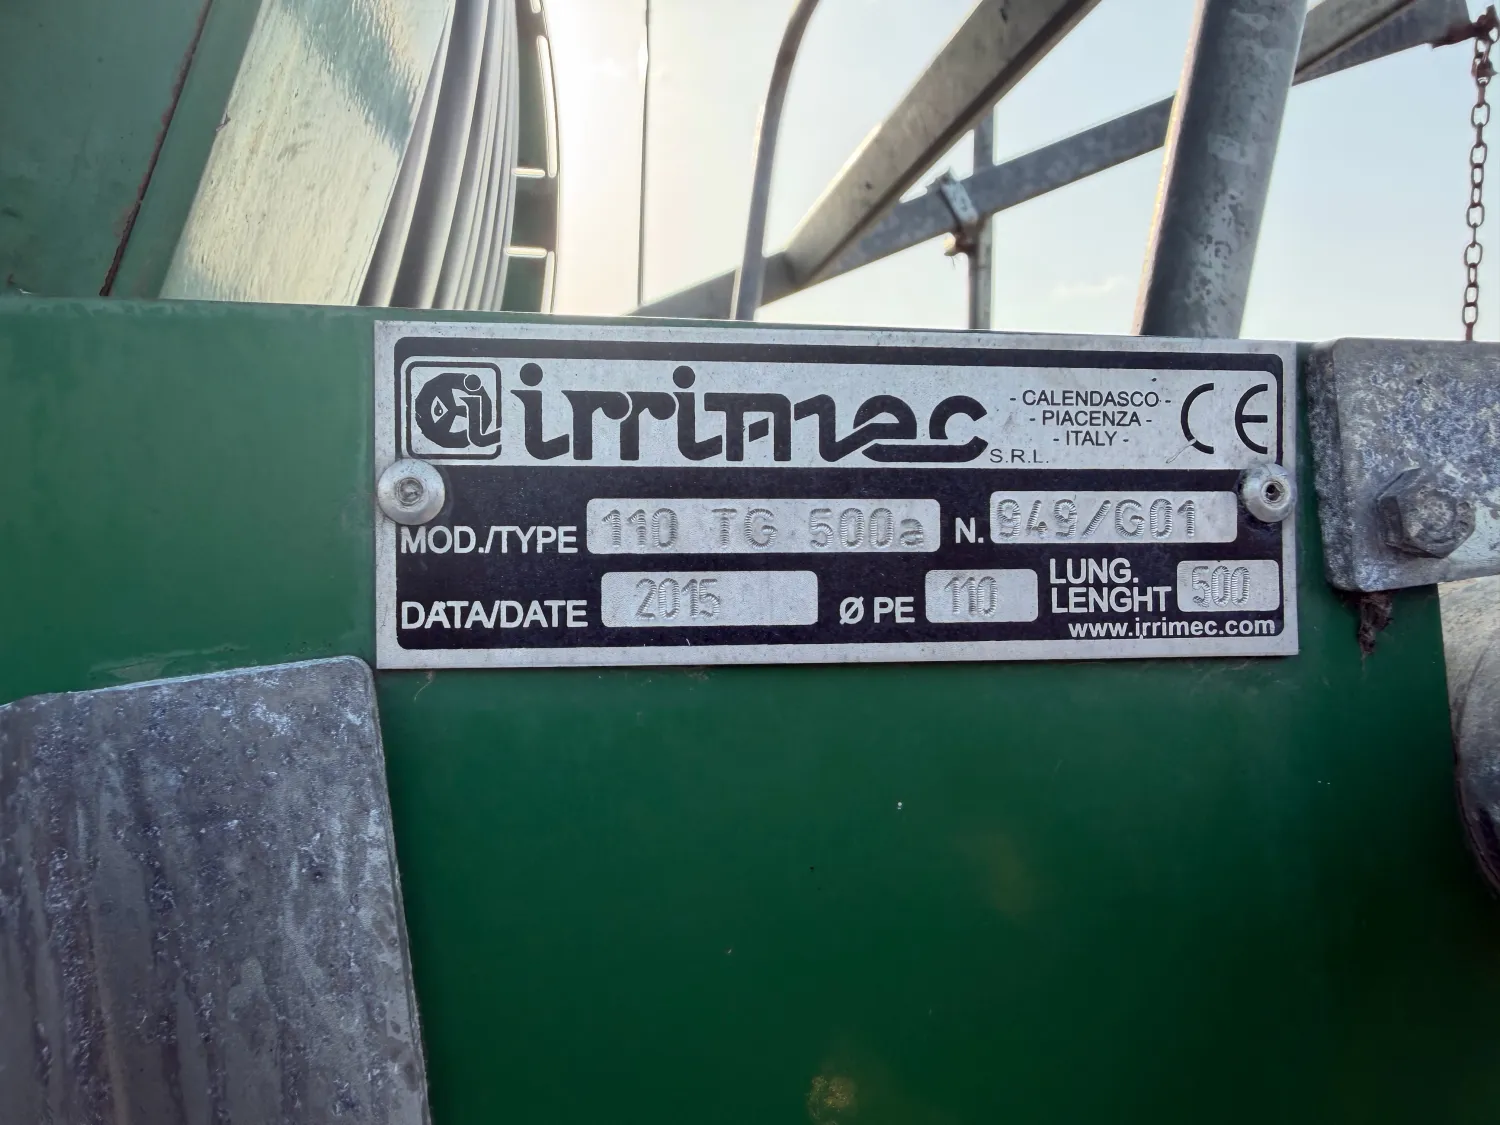 irrimec S.R.L.
- CALENDASCO -
- PIACENZA -
- ITALY -
CE
MOD./TYPE 110 TG 500a N. 949/G01
DATA/DATE 2015 Ø PE 110 LUNG. LENGHT 500
www.irrimec.com